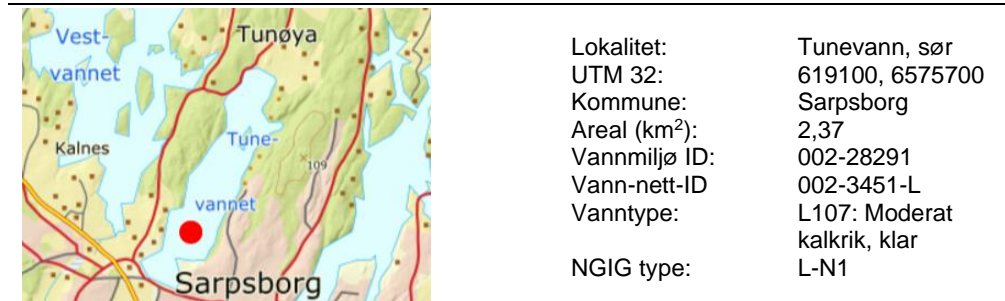 Vest-
vannet
Tunøya
Kalnes
Tune-
109
vannet
Sarpsborg
Lokalitet: Tunevann, sør
UTM 32: 619100, 6575700
Kommune: Sarpsborg
Areal (km²): 2,37
Vannmiljø ID: 002-28291
Vann-nett-ID 002-3451-L
Vanntype: L107: Moderat
kalkrik, klar
NGIG type: L-N1